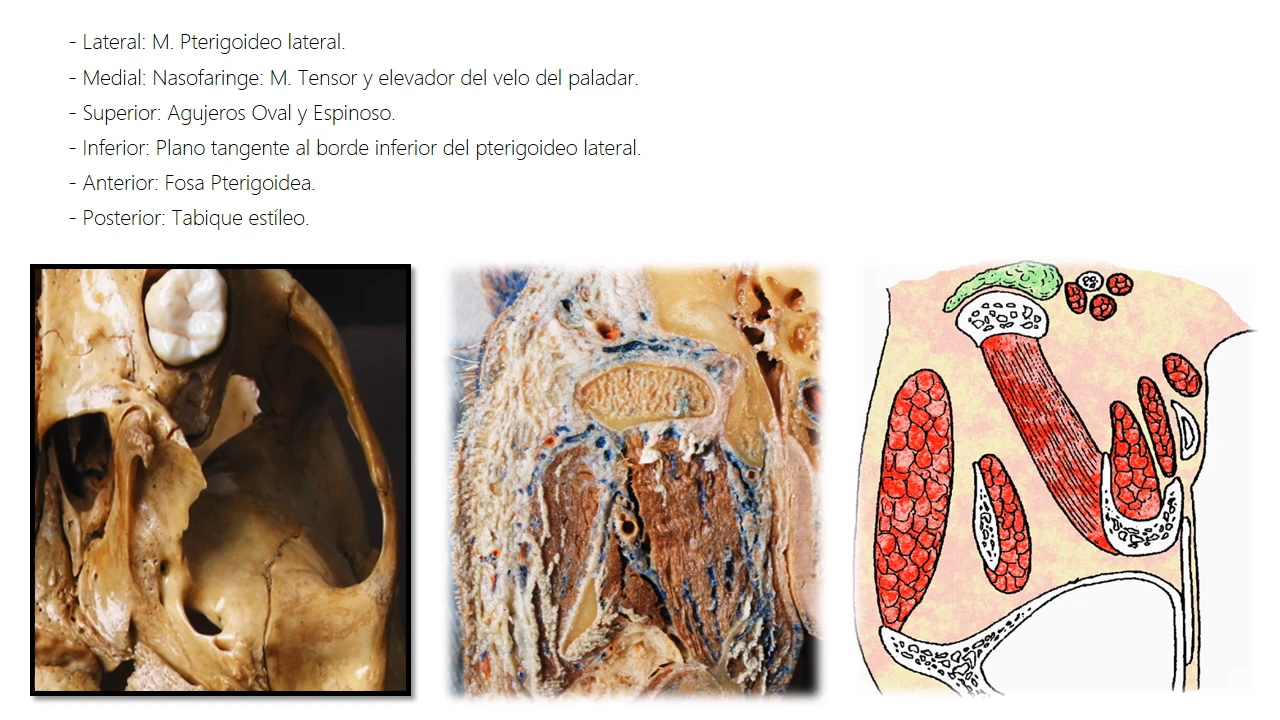 - Lateral: M. Pterigoideo lateral.
- Medial: Nasofaringe: M. Tensor y elevador del velo del paladar.
- Superior: Agujeros Oval y Espinoso.
- Inferior: Plano tangente al borde inferior del pterigoideo lateral.
- Anterior: Fosa Pterigoidea.
- Posterior: Tabique estíleo.